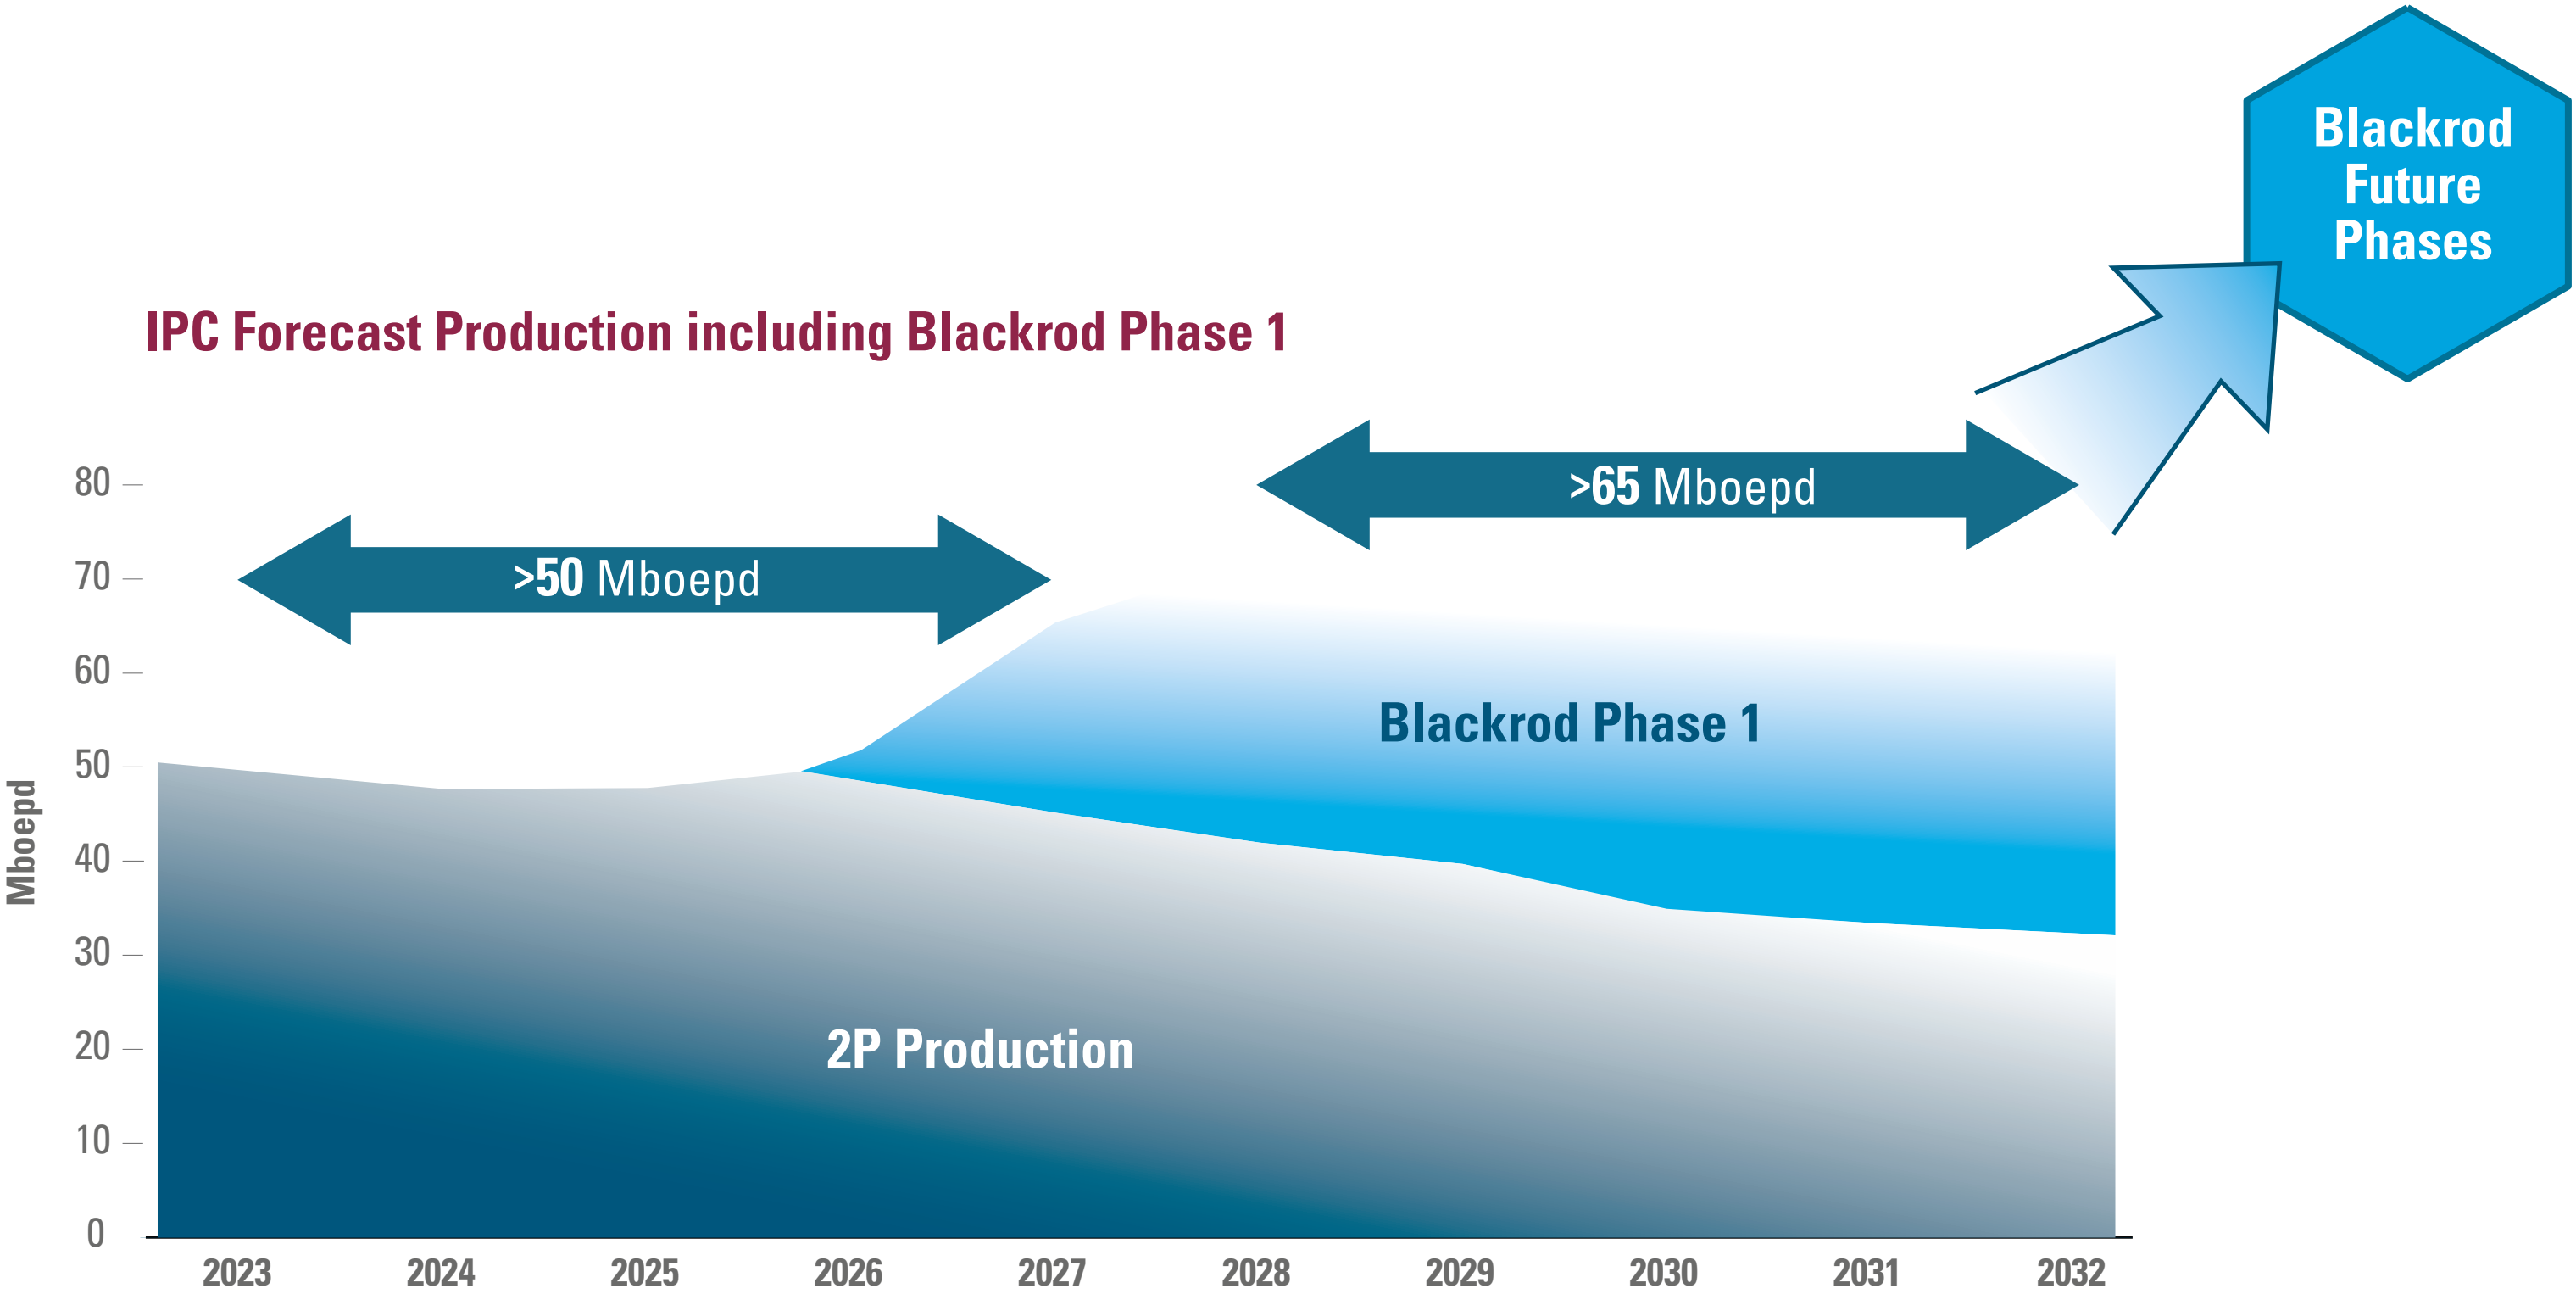 Blackrod
Future
Phases
IPC Forecast Production including Blackrod Phase 1
>65 Mboepd
>50 Mboepd
80
70
60
50
40
30
20
10
0
Mboepd
Blackrod Phase 1
2P Production
2023 2024 2025 2026 2027 2028 2029 2030 2031 2032